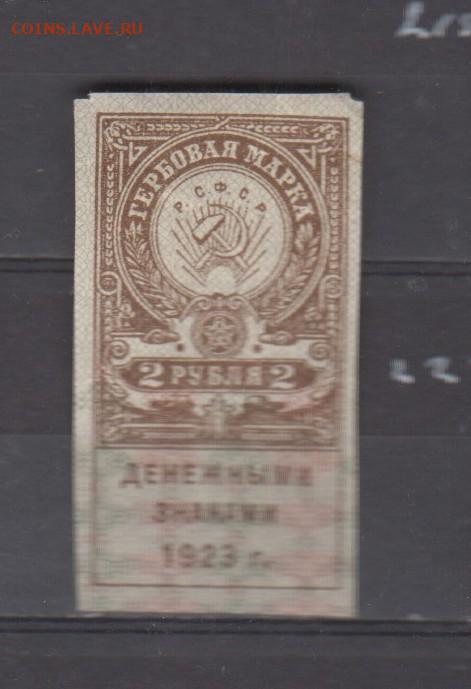 COINS.LAVE.RU
ГЕРБОВАЯ МАРКА
Р.С.Ф.С.Р
2 РУБЛЯ 2
ДЕНЕЖНЫМИ
ЗНАКАМИ
1923 г.